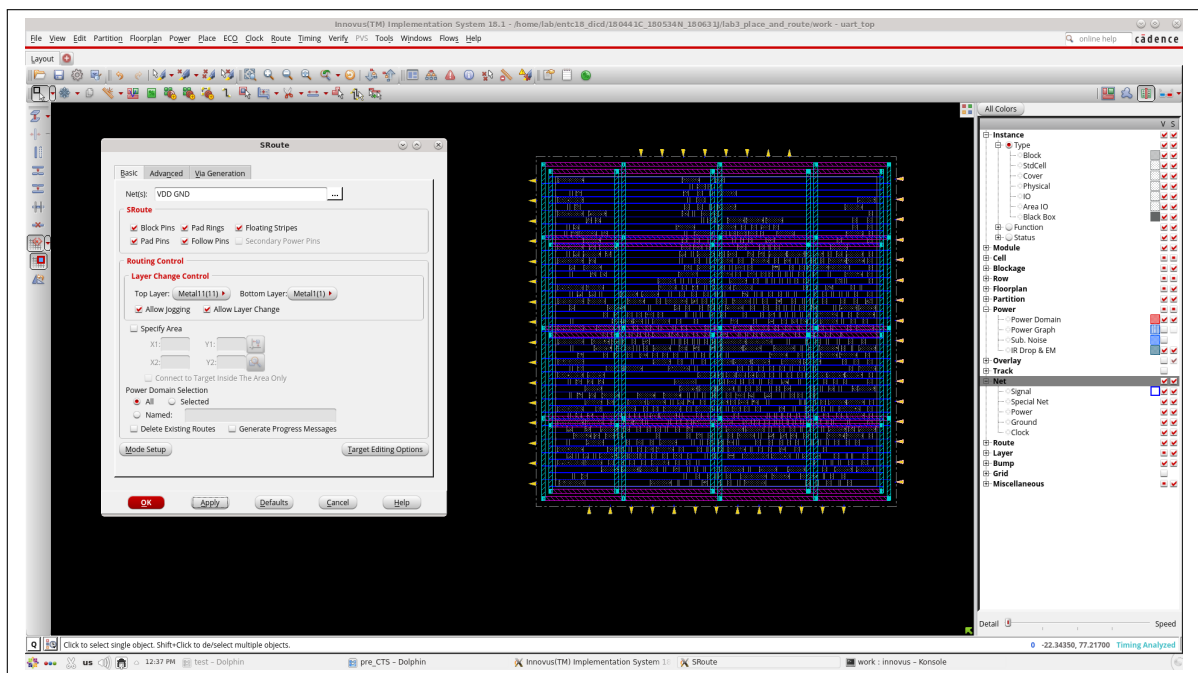 Innovus(TM) Implementation System 18.1 - /home/lab/entc18_dicd/180441C_180534N_180631J/lab3_place_and_route/work - uart_top
File View Edit Partition Floorplan Power Place ECO Clock Route Timing Verify PVS Tools Windows Flows Help
online help
cādence
Layout
All Colors
V S
Instance
Type
Block
StdCell
Cover
Physical
IO
Area IO
Black Box
Function
Status
Module
Cell
Blockage
Row
Floorplan
Partition
Power
Power Domain
Power Graph
Sub. Noise
IR Drop & EM
Overlay
Track
Net
Signal
Special Net
Power
Ground
Clock
Route
Layer
Bump
Grid
Miscellaneous
Detail
Speed
SRoute
Basic Advanced Via Generation
Net(s): VDD GND ...
SRoute
Block Pins Pad Rings Floating Stripes
Pad Pins Follow Pins Secondary Power Pins
Routing Control
Layer Change Control
Top Layer: Metal11(11) Bottom Layer: Metal1(1)
Allow Jogging Allow Layer Change
Specify Area
X1: Y1:
X2: Y2:
Connect to Target Inside The Area Only
Power Domain Selection
All Selected
Named:
Delete Existing Routes Generate Progress Messages
Mode Setup Target Editing Options
OK Apply Defaults Cancel Help
Q Click to select single object. Shift+Click to de/select multiple objects.
0 -22.34350, 77.21700 Timing Analyzed
us 12:37 PM test - Dolphin pre_CTS - Dolphin Innovus(TM) Implementation System 18 SRoute work : innovus - Konsole